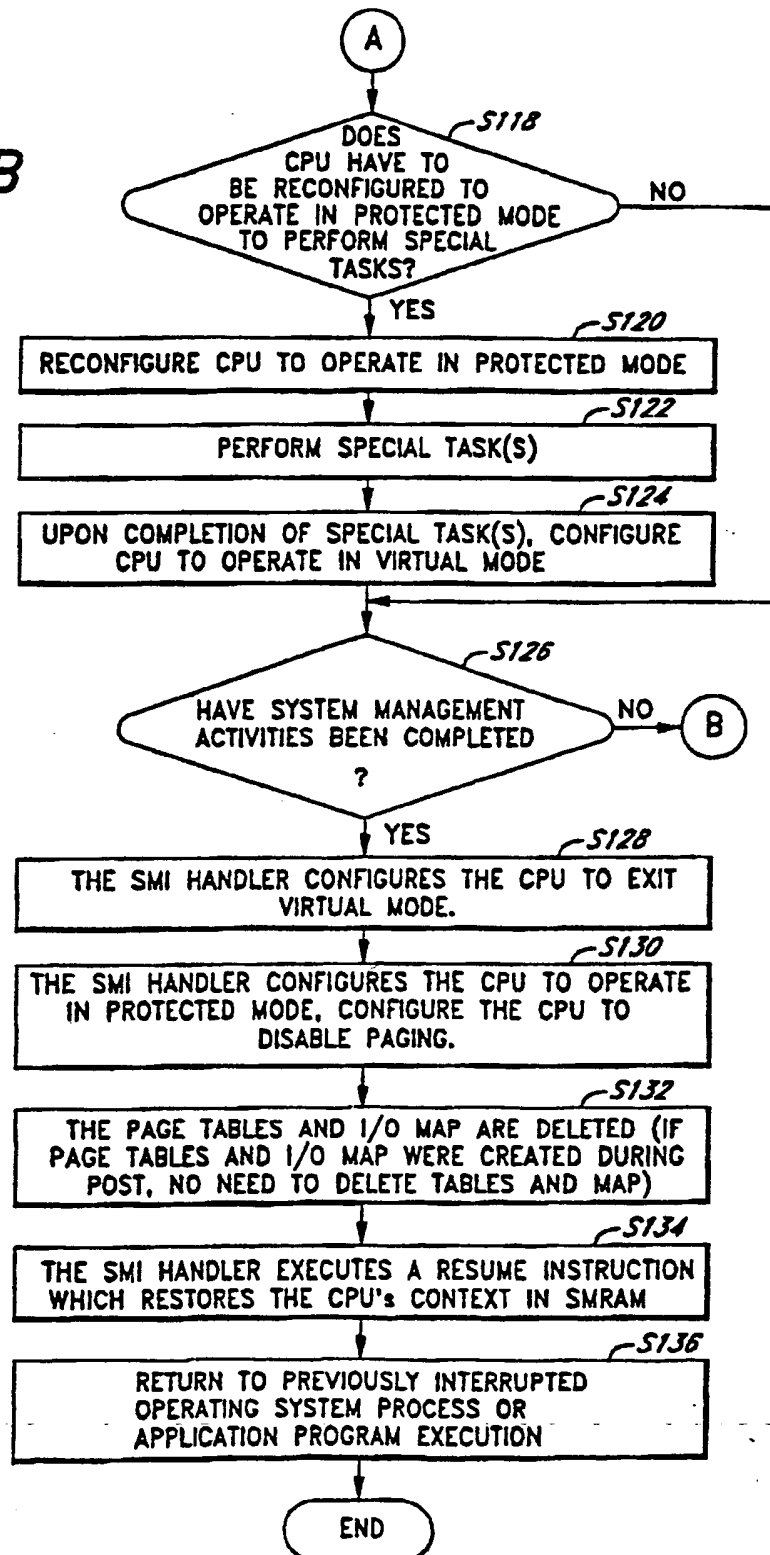 A
B
S118
DOES
CPU HAVE TO
BE RECONFIGURED TO
OPERATE IN PROTECTED MODE
TO PERFORM SPECIAL
TASKS?
NO
YES
S120
RECONFIGURE CPU TO OPERATE IN PROTECTED MODE
S122
PERFORM SPECIAL TASK(S)
S124
UPON COMPLETION OF SPECIAL TASK(S), CONFIGURE
CPU TO OPERATE IN VIRTUAL MODE
S126
HAVE SYSTEM MANAGEMENT
ACTIVITIES BEEN COMPLETED
?
NO
B
YES
S128
THE SMI HANDLER CONFIGURES THE CPU TO EXIT
VIRTUAL MODE.
S130
THE SMI HANDLER CONFIGURES THE CPU TO OPERATE
IN PROTECTED MODE, CONFIGURE THE CPU TO
DISABLE PAGING.
S132
THE PAGE TABLES AND I/O MAP ARE DELETED (IF
PAGE TABLES AND I/O MAP WERE CREATED DURING
POST, NO NEED TO DELETE TABLES AND MAP)
S134
THE SMI HANDLER EXECUTES A RESUME INSTRUCTION
WHICH RESTORES THE CPU's CONTEXT IN SMRAM
S136
RETURN TO PREVIOUSLY INTERRUPTED
OPERATING SYSTEM PROCESS OR
APPLICATION PROGRAM EXECUTION
END